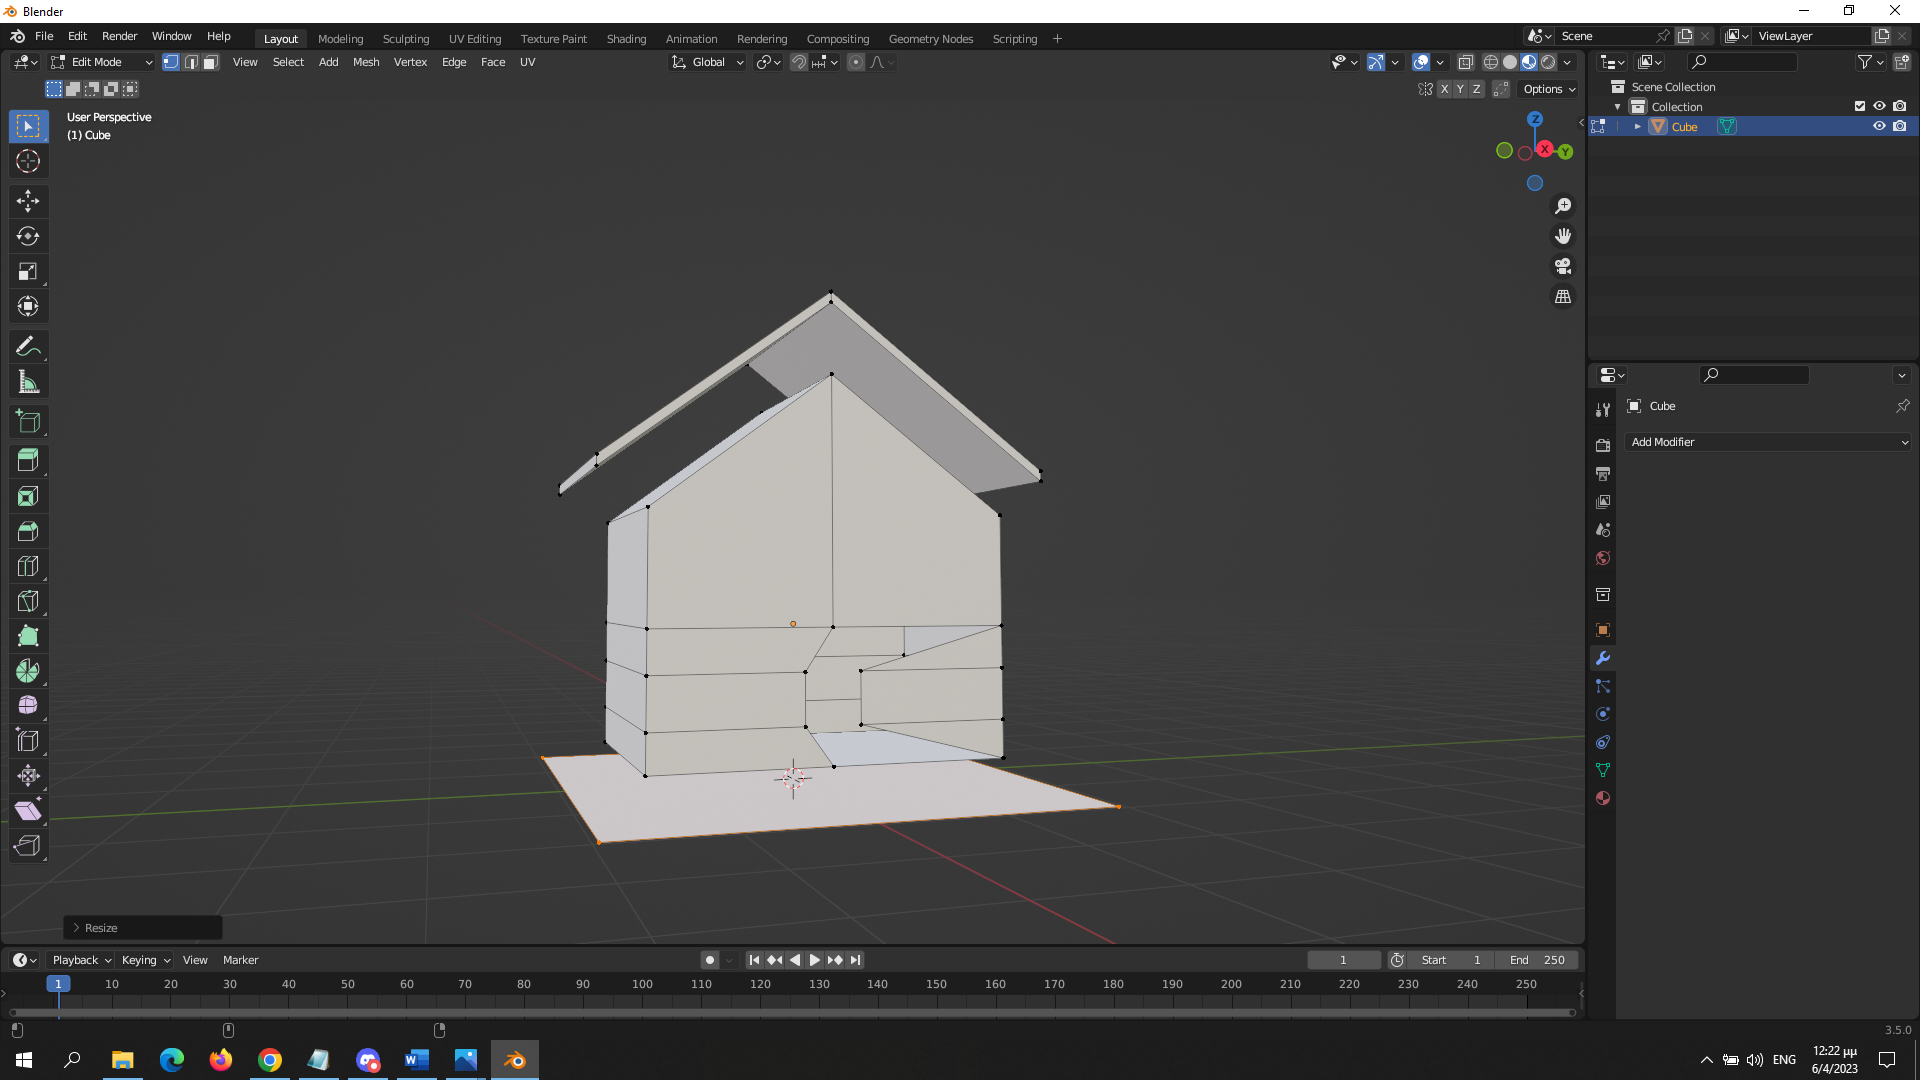 Blender
File Edit Render Window Help
Layout Modeling Sculpting UV Editing Texture Paint Shading Animation Rendering Compositing Geometry Nodes Scripting +
Scene
ViewLayer
Edit Mode
View Select Add Mesh Vertex Edge Face UV
Global
X Y Z
Options
User Perspective
(1) Cube
Z
X
Y
Scene Collection
Collection
Cube
Cube
Add Modifier
Resize
Playback Keying View Marker
1
Start 1
End 250
1 10 20 30 40 50 60 70 80 90 100 110 120 130 140 150 160 170 180 190 200 210 220 230 240 250
3.5.0
ENG
12:22 μμ
6/4/2023